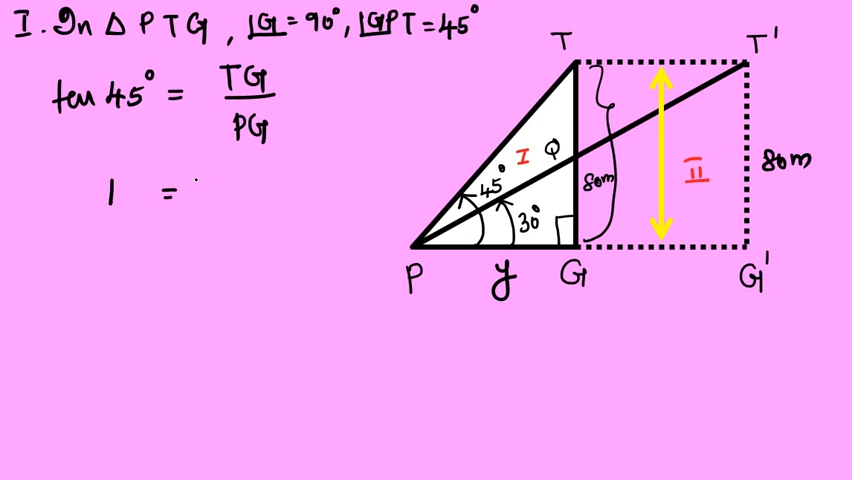 I. In Δ PTG, ∠G = 90°, ∠GPT = 45°
tan 45° = TG / PG
1 =
T
T'
I
Q
45°
30°
80m
II
80m
P
y
G
G'